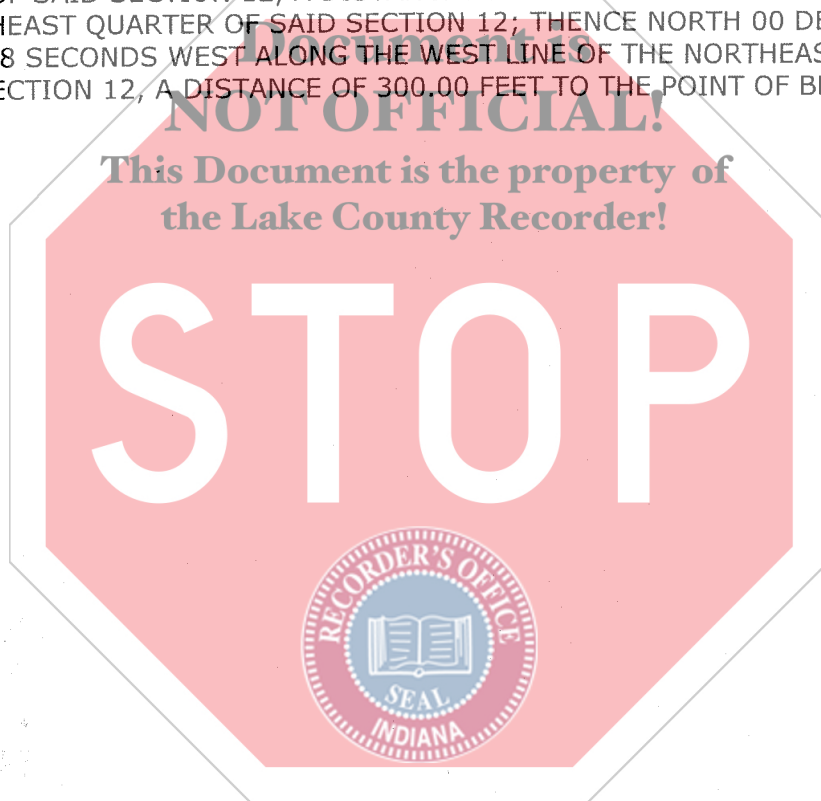 HEAST QUARTER OF SAID SECTION 12; THENCE NORTH 00 DE
Document is
8 SECONDS WEST ALONG THE WEST LINE OF THE NORTHEAS
ECTION 12, A DISTANCE OF 300.00 FEET TO THE POINT OF BE
NOT OFFICIAL!
This Document is the property of
the Lake County Recorder!
STOP
RECORDER'S OFFICE
SEAL
INDIANA